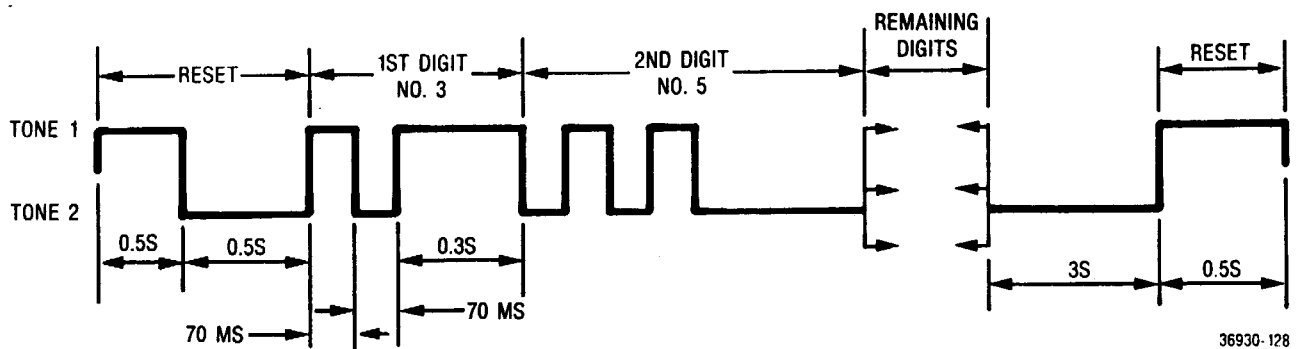 REMAINING
DIGITS
RESET
1ST DIGIT
NO. 3
2ND DIGIT
NO. 5
RESET
TONE 1
TONE 2
0.5S
0.5S
0.3S
3S
0.5S
70 MS
70 MS
36930-128